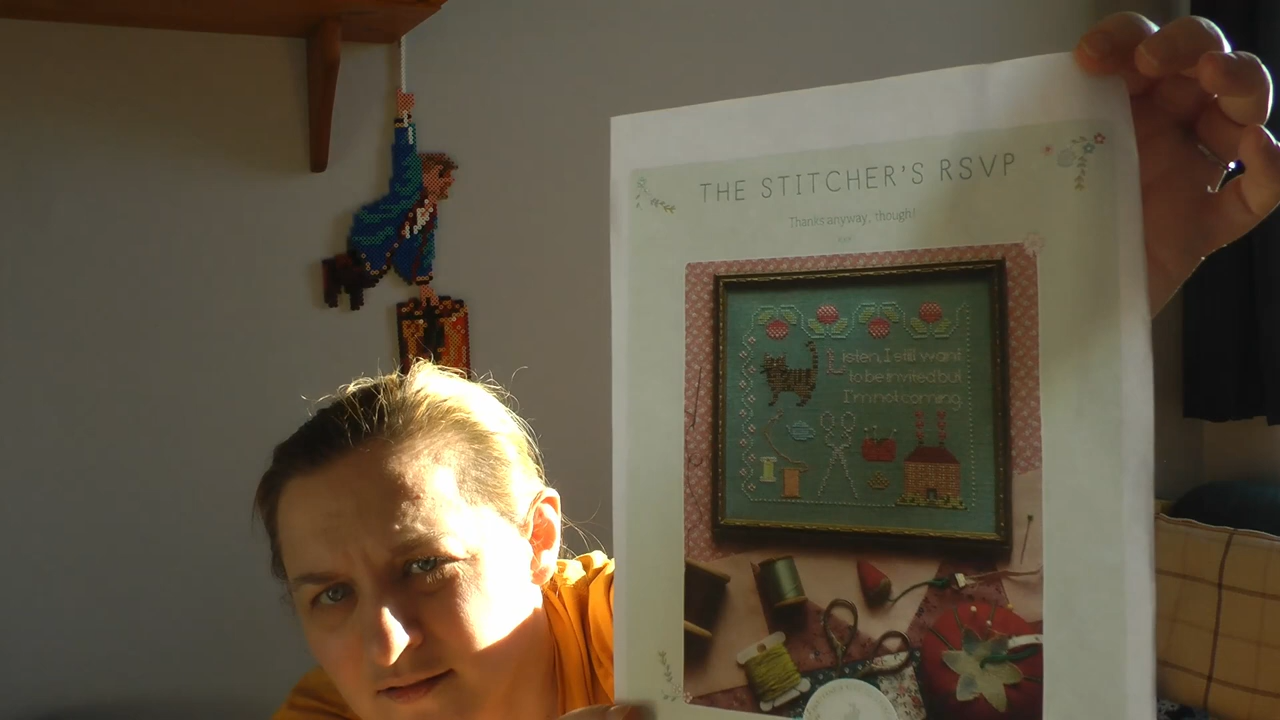 THE STITCHER'S RSVP
Thanks anyway, though!
Listen, I still want
to be invited but
I'm not coming.